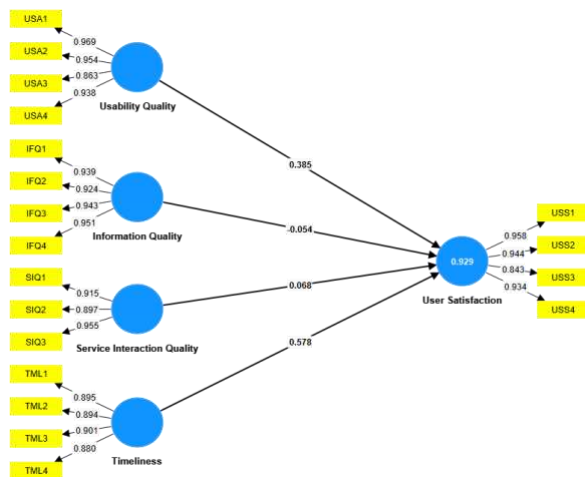 USA1
0.969
USA2
0.954
USA3
0.863
USA4
0.938
Usability Quality
0.385
IFQ1
0.939
IFQ2
0.924
IFQ3
0.943
IFQ4
0.951
Information Quality
-0.054
SIQ1
0.915
SIQ2
0.897
SIQ3
0.955
Service Interaction Quality
0.068
TML1
0.895
TML2
0.894
TML3
0.901
TML4
0.880
Timeliness
0.578
0.929
User Satisfaction
USS1
0.958
USS2
0.944
USS3
0.843
USS4
0.934